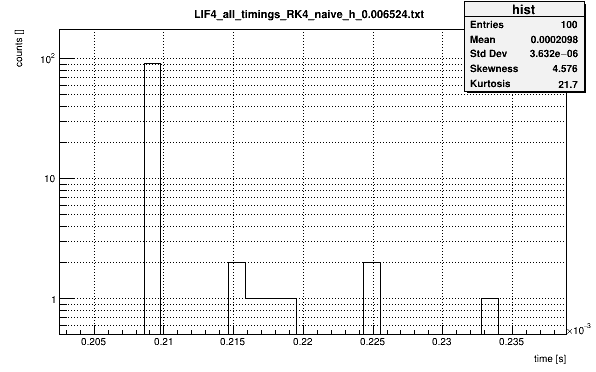 LIF4_all_timings_RK4_naive_h_0.006524.txt
hist
Entries 100
Mean 0.0002098
Std Dev 3.632e−06
Skewness 4.576
Kurtosis 21.7
counts []
10²
10
1
0.205 0.21 0.215 0.22 0.225 0.23 0.235
×10⁻³
time [s]